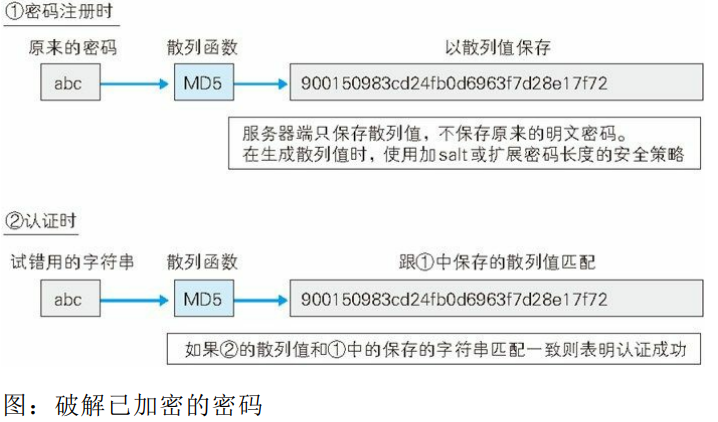 ①密码注册时
原来的密码 散列函数 以散列值保存
abc MD5 900150983cd24fb0d6963f7d28e17f72
服务器端只保存散列值，不保存原来的明文密码。
在生成散列值时，使用加salt或扩展密码长度的安全策略
②认证时
试错用的字符串 散列函数 跟①中保存的散列值匹配
abc MD5 900150983cd24fb0d6963f7d28e17f72
如果②的散列值和①中的保存的字符串匹配一致则表明认证成功
图：破解已加密的密码